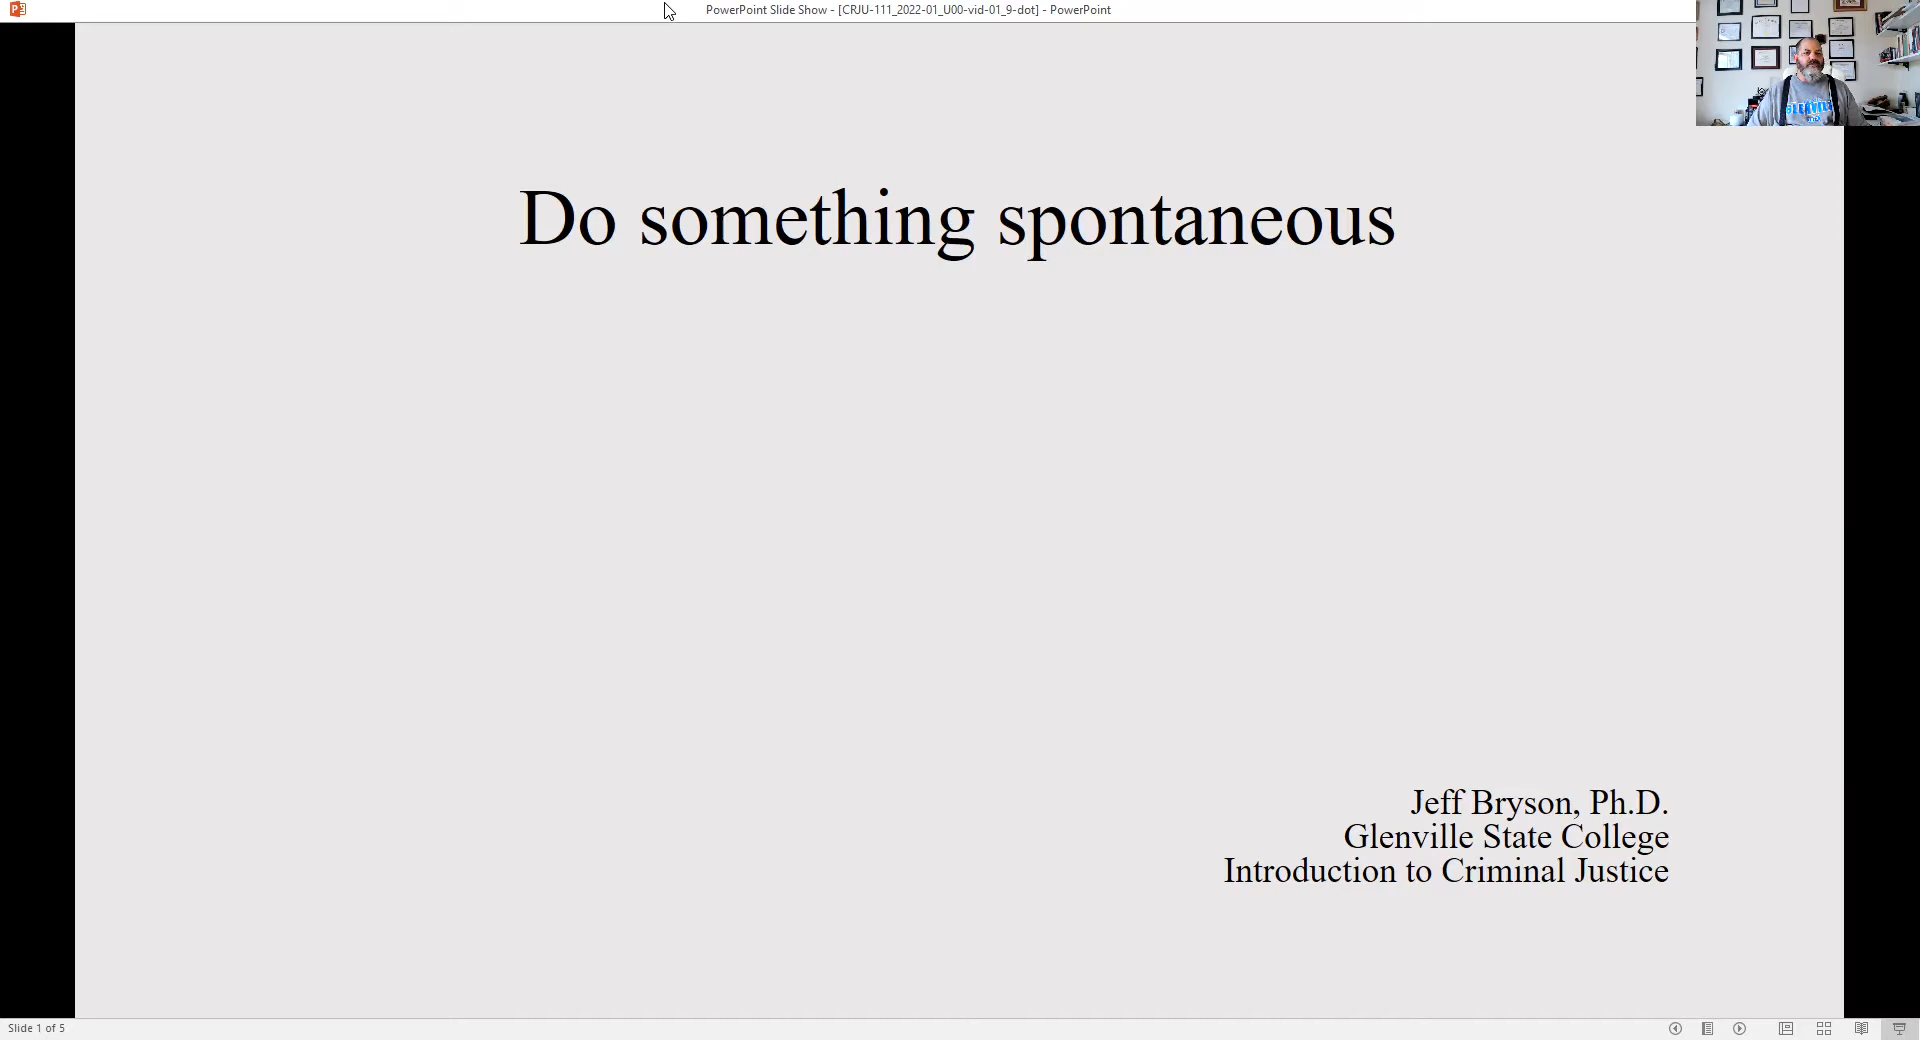 PowerPoint Slide Show - [CRJU-111_2022-01_U00-vid-01_9-dot] - PowerPoint
Do something spontaneous
Jeff Bryson, Ph.D.
Glenville State College
Introduction to Criminal Justice
Slide 1 of 5